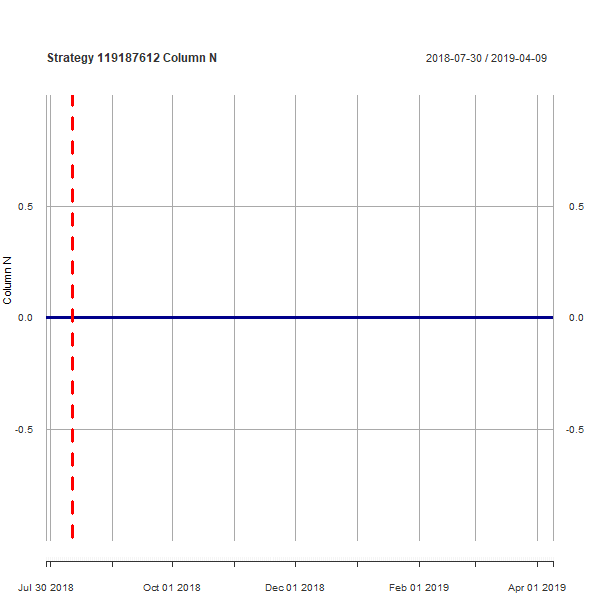 Strategy 119187612 Column N
2018-07-30 / 2019-04-09
0.5
0.5
Column N
0.0
0.0
-0.5
-0.5
Jul 30 2018
Oct 01 2018
Dec 01 2018
Feb 01 2019
Apr 01 2019